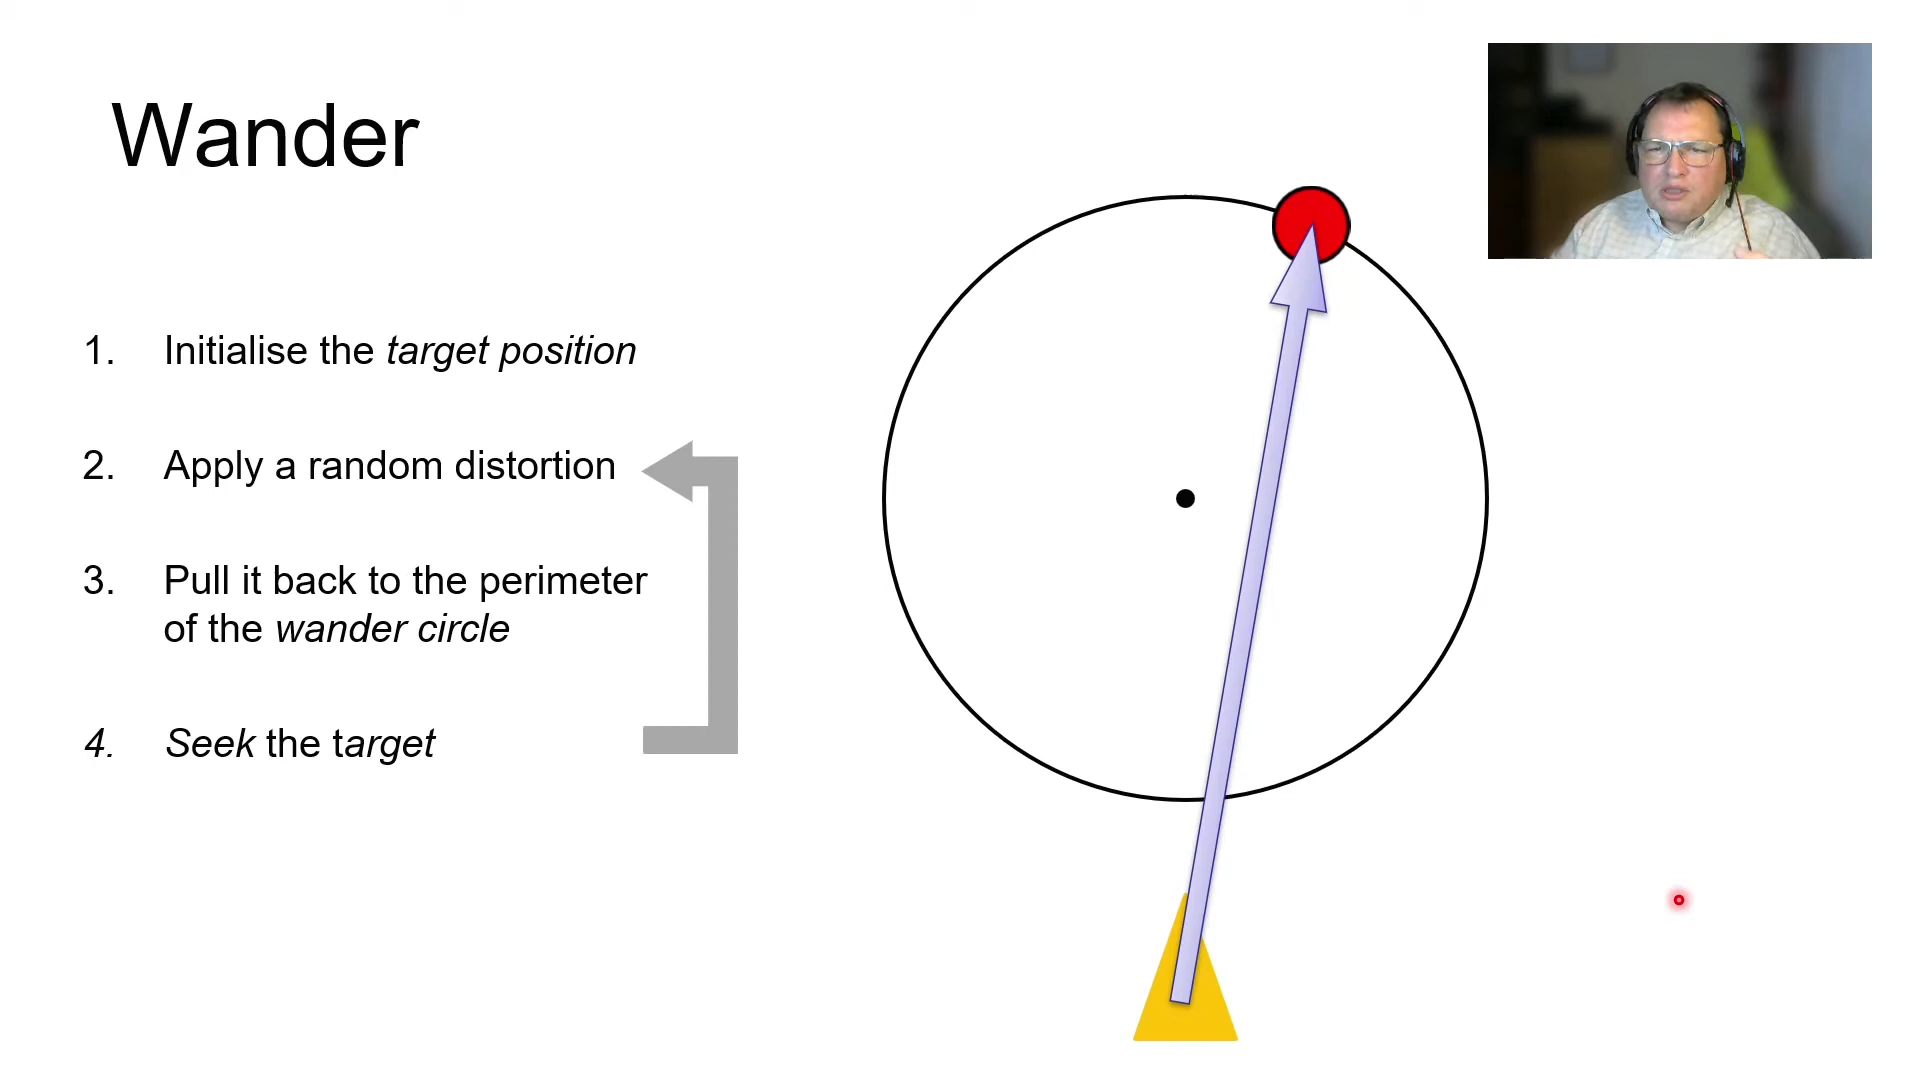 Wander
1. Initialise the target position
2. Apply a random distortion
3. Pull it back to the perimeter
of the wander circle
4. Seek the target